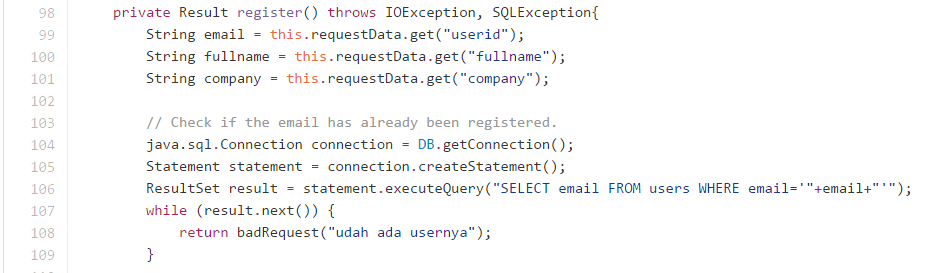 98 private Result register() throws IOException, SQLException{
99 String email = this.requestData.get("userid");
100 String fullname = this.requestData.get("fullname");
101 String company = this.requestData.get("company");
102
103 // Check if the email has already been registered.
104 java.sql.Connection connection = DB.getConnection();
105 Statement statement = connection.createStatement();
106 ResultSet result = statement.executeQuery("SELECT email FROM users WHERE email='"+email+"'");
107 while (result.next()) {
108 return badRequest("udah ada usernya");
109 }